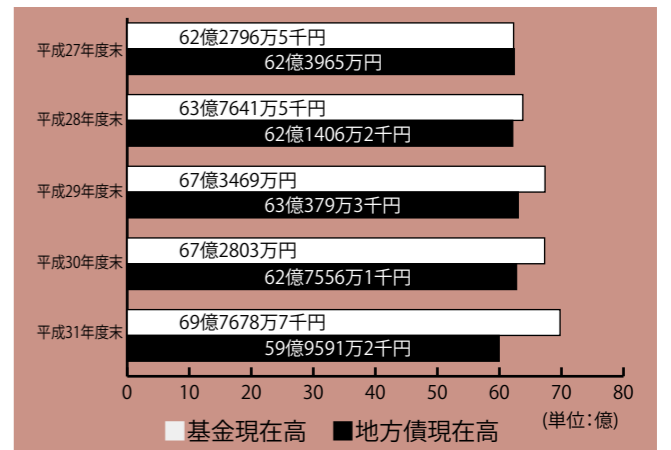 平成27年度末
62億2796万5千円
62億3965万円
平成28年度末
63億7641万5千円
62億1406万2千円
平成29年度末
67億3469万円
63億379万3千円
平成30年度末
67億2803万円
62億7556万1千円
平成31年度末
69億7678万7千円
59億9591万2千円
0 10 20 30 40 50 60 70 80
(単位：億)
基金現在高 地方債現在高